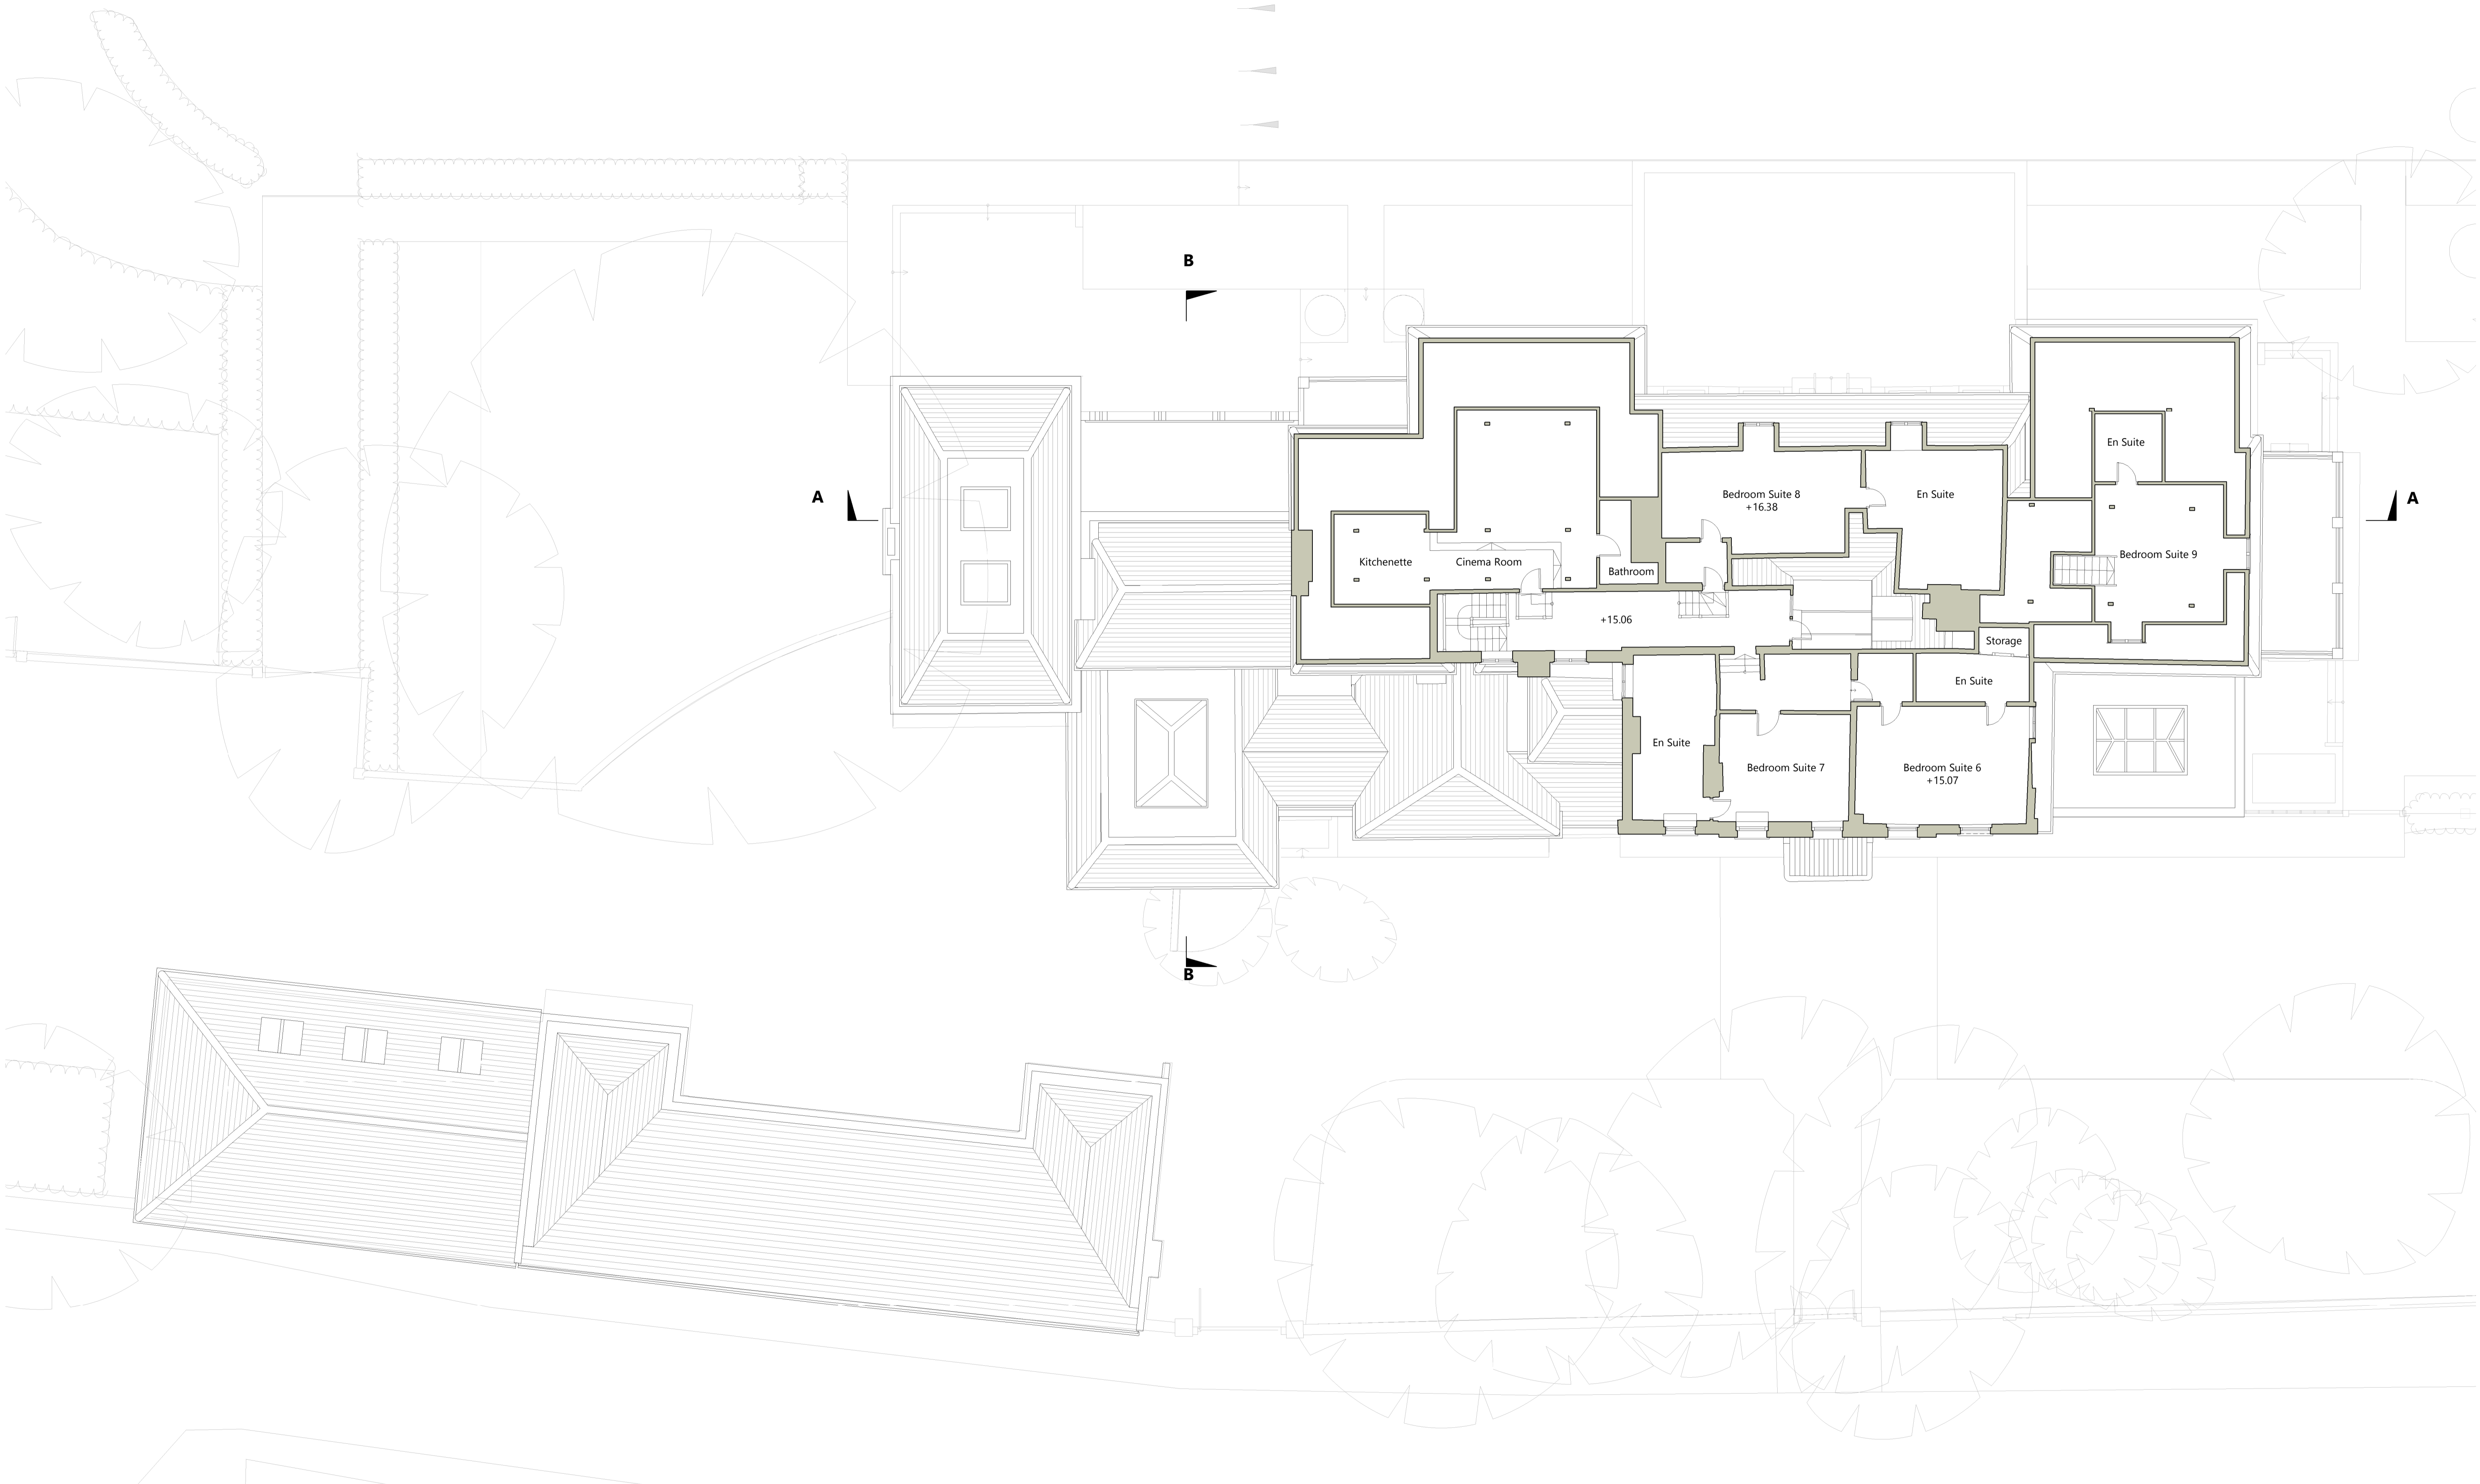 B
A
A
En Suite
Bedroom Suite 8
+16.38
En Suite
Bedroom Suite 9
Kitchenette
Cinema Room
Bathroom
+15.06
Storage
En Suite
En Suite
Bedroom Suite 7
Bedroom Suite 6
+15.07
B